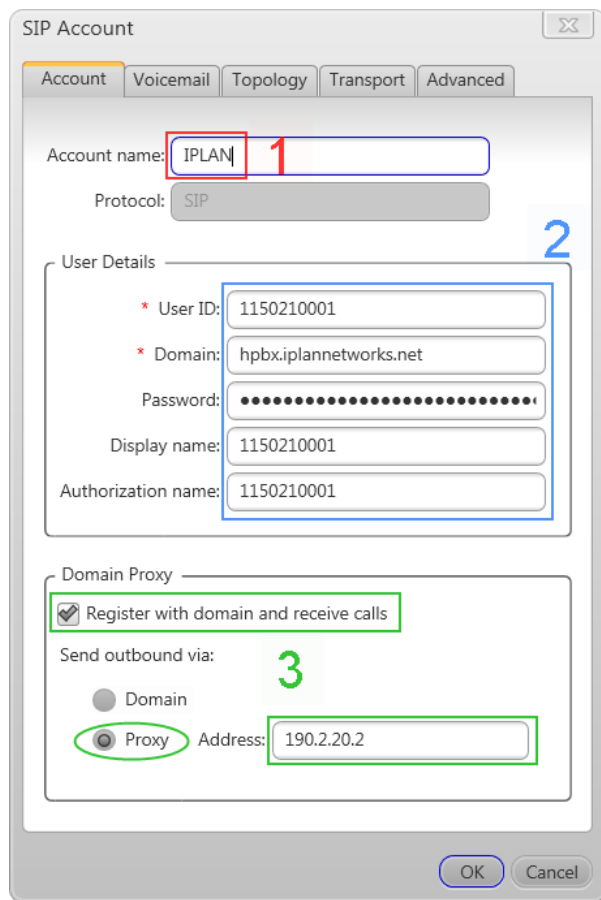 SIP Account
Account Voicemail Topology Transport Advanced
Account name: IPLAN 1
Protocol: SIP
2
User Details
* User ID: 1150210001
* Domain: hpbx.iplannetworks.net
Password: ●●●●●●●●●●●●●●●●●●●●●●●●●●●●●
Display name: 1150210001
Authorization name: 1150210001
Domain Proxy
Register with domain and receive calls
Send outbound via:
3
Domain
Proxy Address: 190.2.20.2
OK Cancel